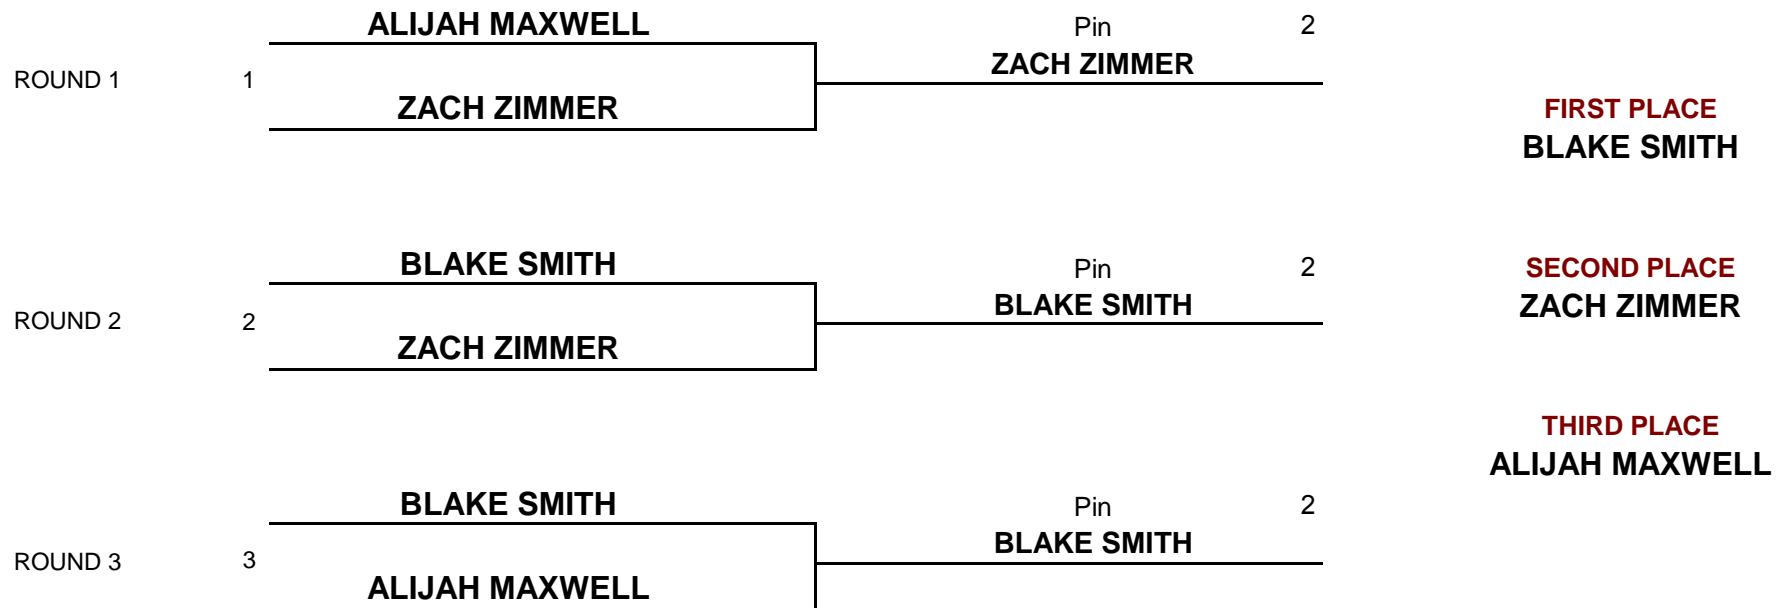 ALIJAH MAXWELL
Pin 2
ZACH ZIMMER
ROUND 1 1
ZACH ZIMMER
FIRST PLACE
BLAKE SMITH
BLAKE SMITH
Pin 2
SECOND PLACE
BLAKE SMITH
ZACH ZIMMER
ROUND 2 2
ZACH ZIMMER
THIRD PLACE
ALIJAH MAXWELL
BLAKE SMITH
Pin 2
BLAKE SMITH
ROUND 3 3
ALIJAH MAXWELL